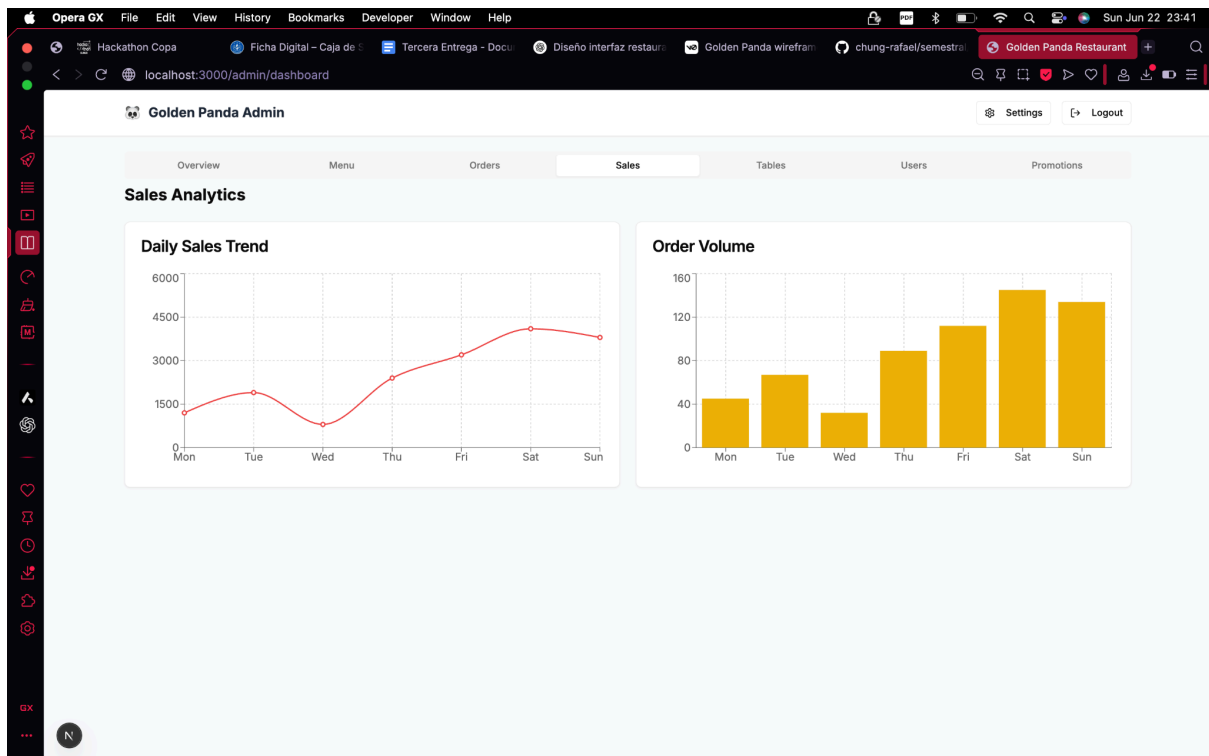 Opera GX File Edit View History Bookmarks Developer Window Help PDF Sun Jun 22 23:41
Hackathon Copa Ficha Digital – Caja de S Tercera Entrega - Docu Diseño interfaz restaura Golden Panda wirefram chung-rafael/semestral Golden Panda Restaurant +
localhost:3000/admin/dashboard
Golden Panda Admin Settings Logout
Overview Menu Orders Sales Tables Users Promotions
Sales Analytics
Daily Sales Trend
6000
4500
3000
1500
0
Mon Tue Wed Thu Fri Sat Sun
Order Volume
160
120
80
40
0
Mon Tue Wed Thu Fri Sat Sun
M
GX
N